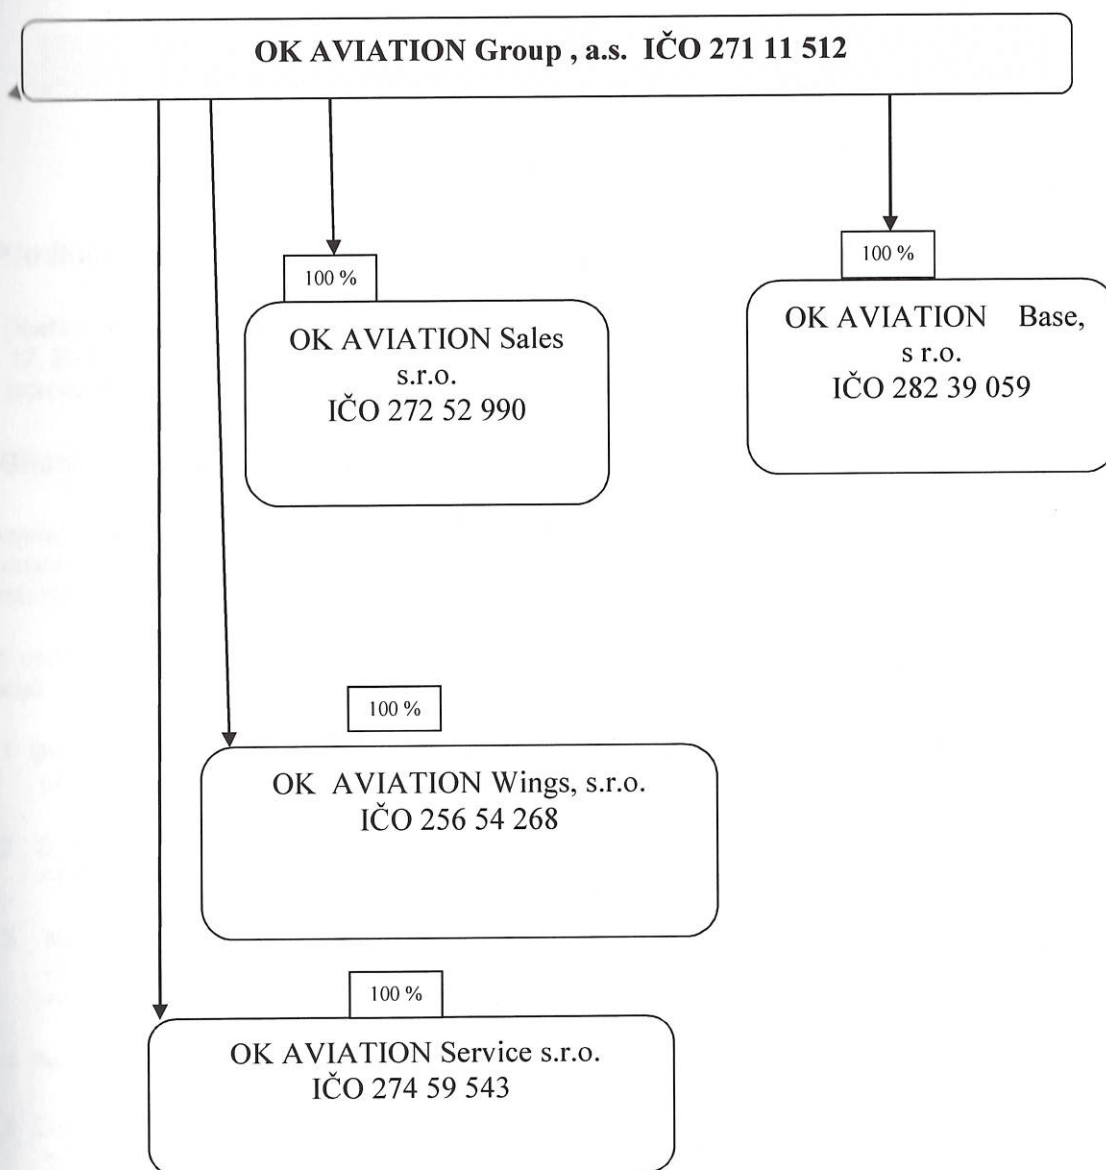 OK AVIATION Group , a.s. IČO 271 11 512
100 %
OK AVIATION Sales
s.r.o.
IČO 272 52 990
100 %
OK AVIATION Base,
s r.o.
IČO 282 39 059
100 %
OK AVIATION Wings, s.r.o.
IČO 256 54 268
100 %
OK AVIATION Service s.r.o.
IČO 274 59 543